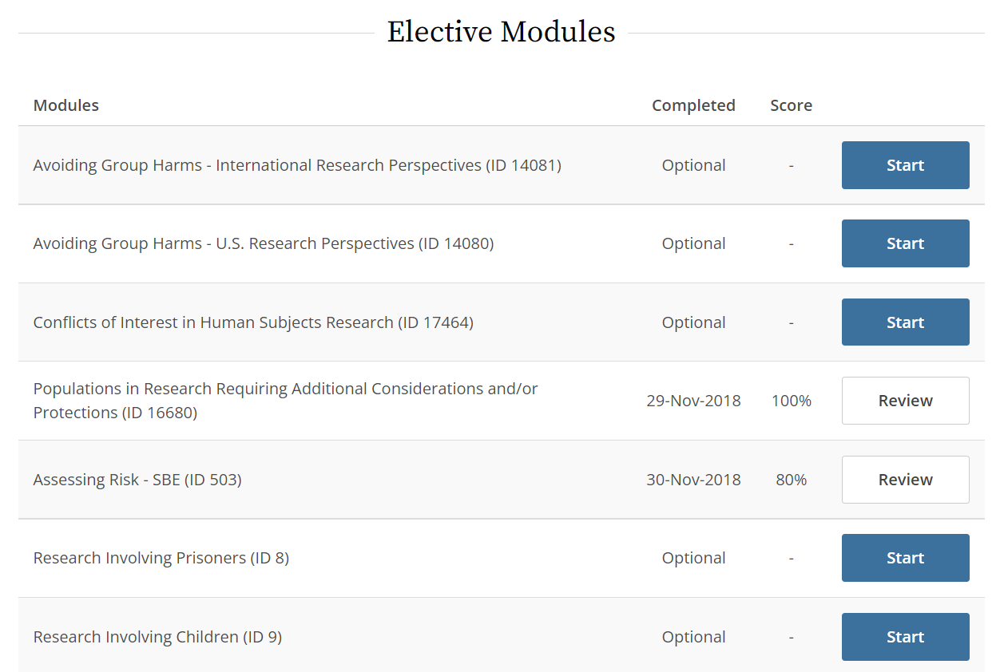 Elective Modules
Modules Completed Score
Avoiding Group Harms - International Research Perspectives (ID 14081) Optional - Start
Avoiding Group Harms - U.S. Research Perspectives (ID 14080) Optional - Start
Conflicts of Interest in Human Subjects Research (ID 17464) Optional - Start
Populations in Research Requiring Additional Considerations and/or
Protections (ID 16680) 29-Nov-2018 100% Review
Assessing Risk - SBE (ID 503) 30-Nov-2018 80% Review
Research Involving Prisoners (ID 8) Optional - Start
Research Involving Children (ID 9) Optional - Start